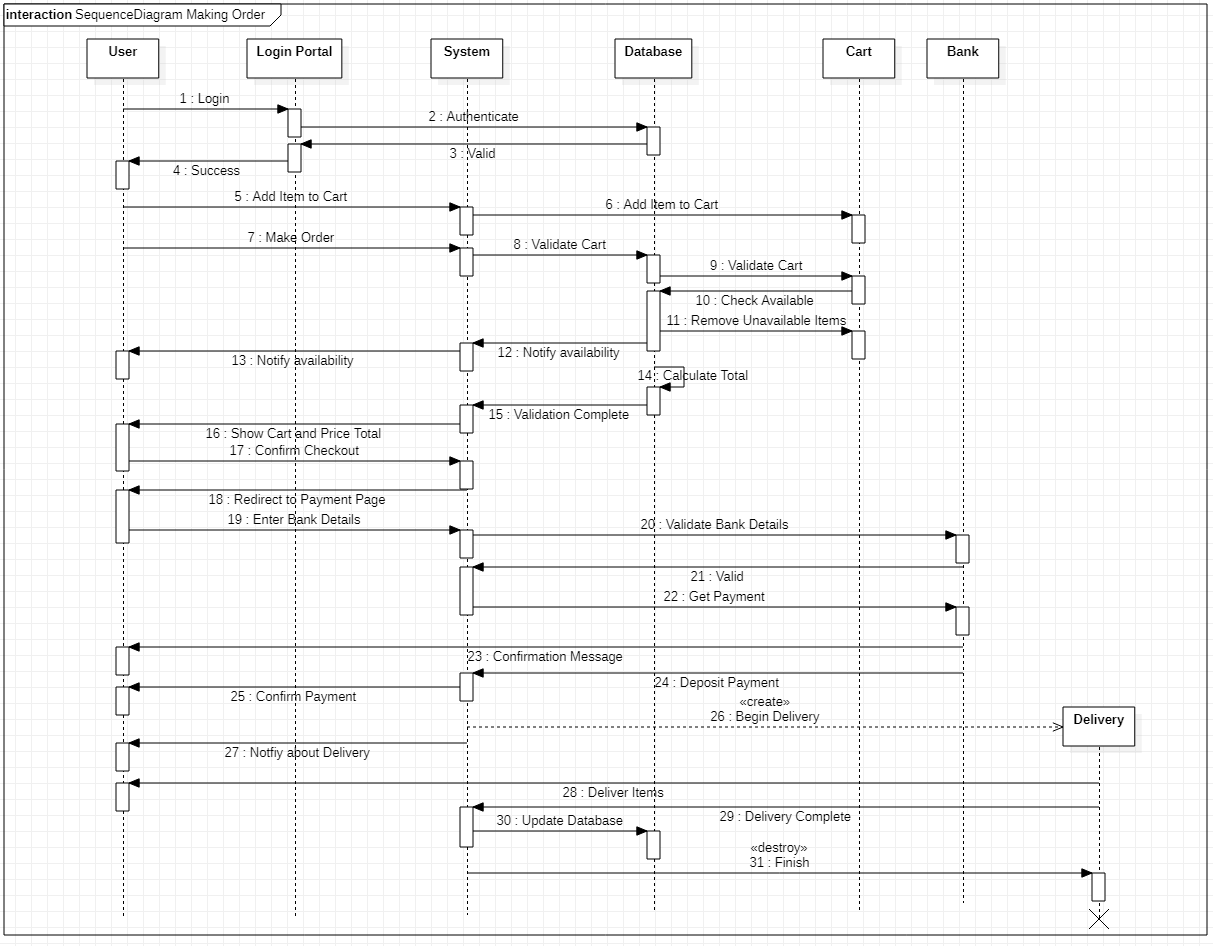 interaction SequenceDiagram Making Order
User
Login Portal
System
Database
Cart
Bank
1 : Login
2 : Authenticate
3 : Valid
4 : Success
5 : Add Item to Cart
6 : Add Item to Cart
7 : Make Order
8 : Validate Cart
9 : Validate Cart
10 : Check Available
11 : Remove Unavailable Items
12 : Notify availability
13 : Notify availability
14 : Calculate Total
15 : Validation Complete
16 : Show Cart and Price Total
17 : Confirm Checkout
18 : Redirect to Payment Page
19 : Enter Bank Details
20 : Validate Bank Details
21 : Valid
22 : Get Payment
23 : Confirmation Message
24 : Deposit Payment
25 : Confirm Payment
«create»
26 : Begin Delivery
Delivery
27 : Notfiy about Delivery
28 : Deliver Items
29 : Delivery Complete
30 : Update Database
«destroy»
31 : Finish